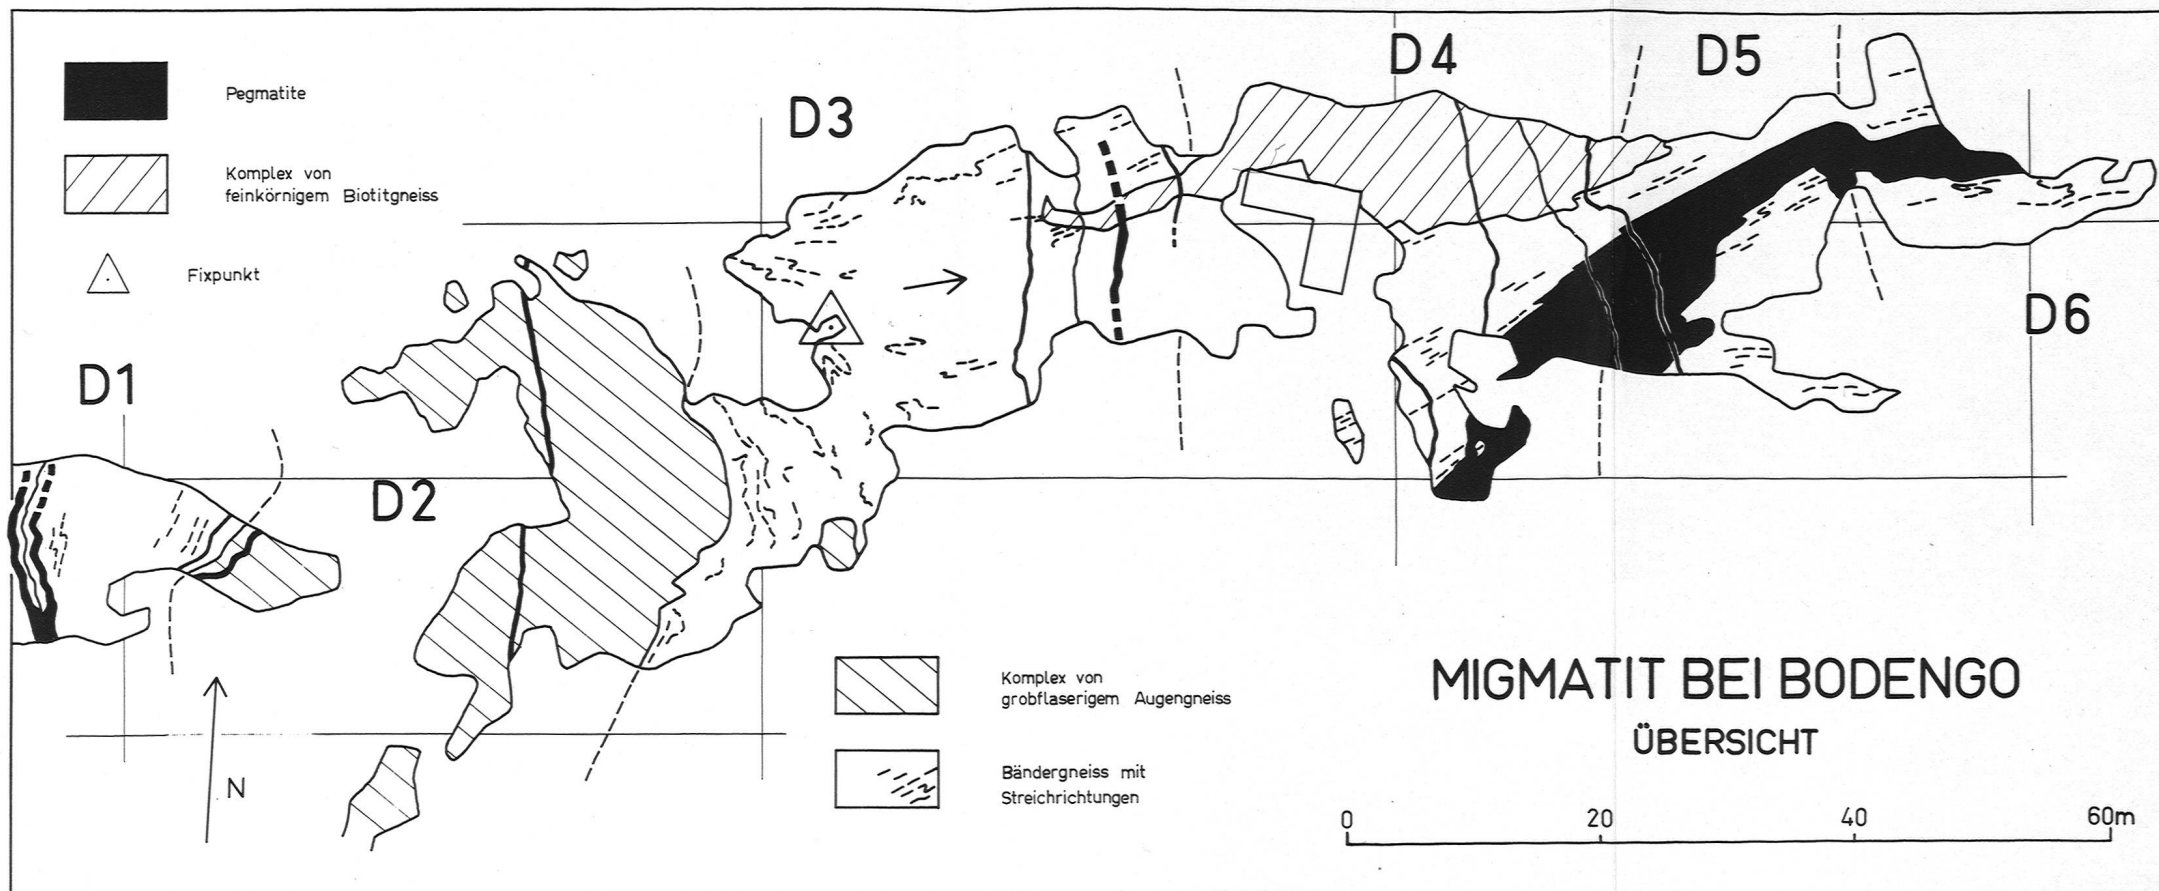 Pegmatite
Komplex von
feinkörnigem Biotitgneiss
Fixpunkt
D1
D2
D3
D4
D5
D6
N
Komplex von
grobflaserigem Augengneiss
Bändergneiss mit
Streichrichtungen
MIGMATIT BEI BODENGO
ÜBERSICHT
0 20 40 60m